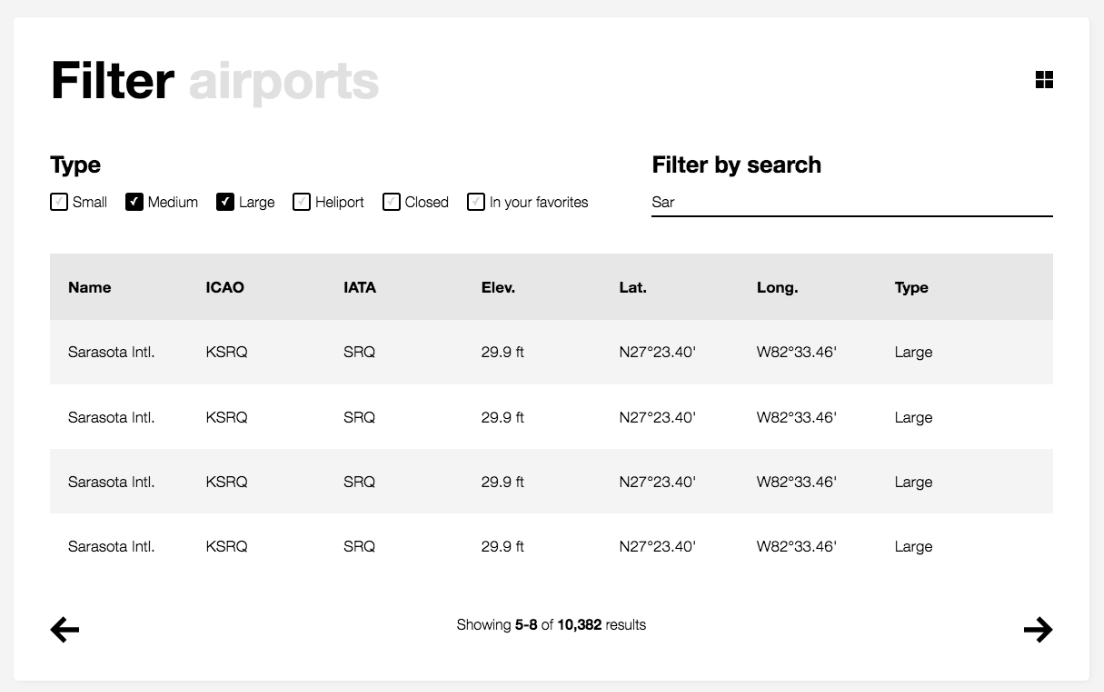 Filter airports
Type
Filter by search
Small Medium Large Heliport Closed In your favorites
Sar
Name ICAO IATA Elev. Lat. Long. Type
Sarasota Intl. KSRQ SRQ 29.9 ft N27°23.40' W82°33.46' Large
Sarasota Intl. KSRQ SRQ 29.9 ft N27°23.40' W82°33.46' Large
Sarasota Intl. KSRQ SRQ 29.9 ft N27°23.40' W82°33.46' Large
Sarasota Intl. KSRQ SRQ 29.9 ft N27°23.40' W82°33.46' Large
Showing 5-8 of 10,382 results